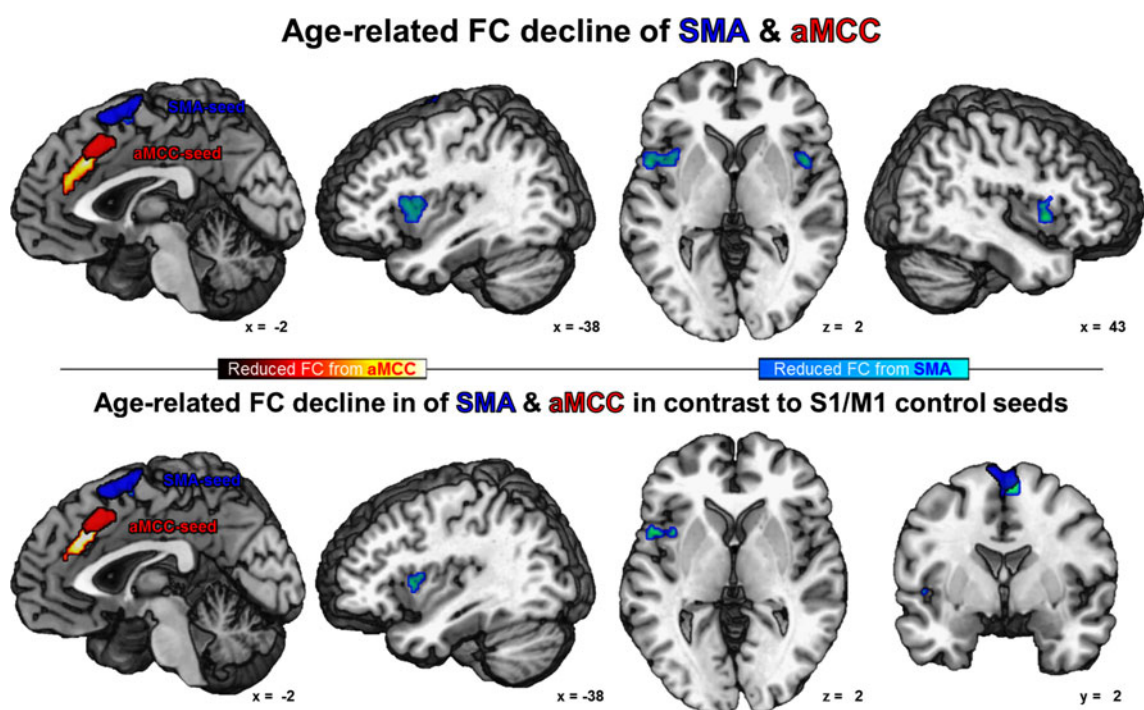 Age-related FC decline of SMA & aMCC
SMA-seed
aMCC-seed
x = -2
x = -38
z = 2
x = 43
Reduced FC from aMCC
Reduced FC from SMA
Age-related FC decline in of SMA & aMCC in contrast to S1/M1 control seeds
SMA-seed
aMCC-seed
x = -2
x = -38
z = 2
y = 2